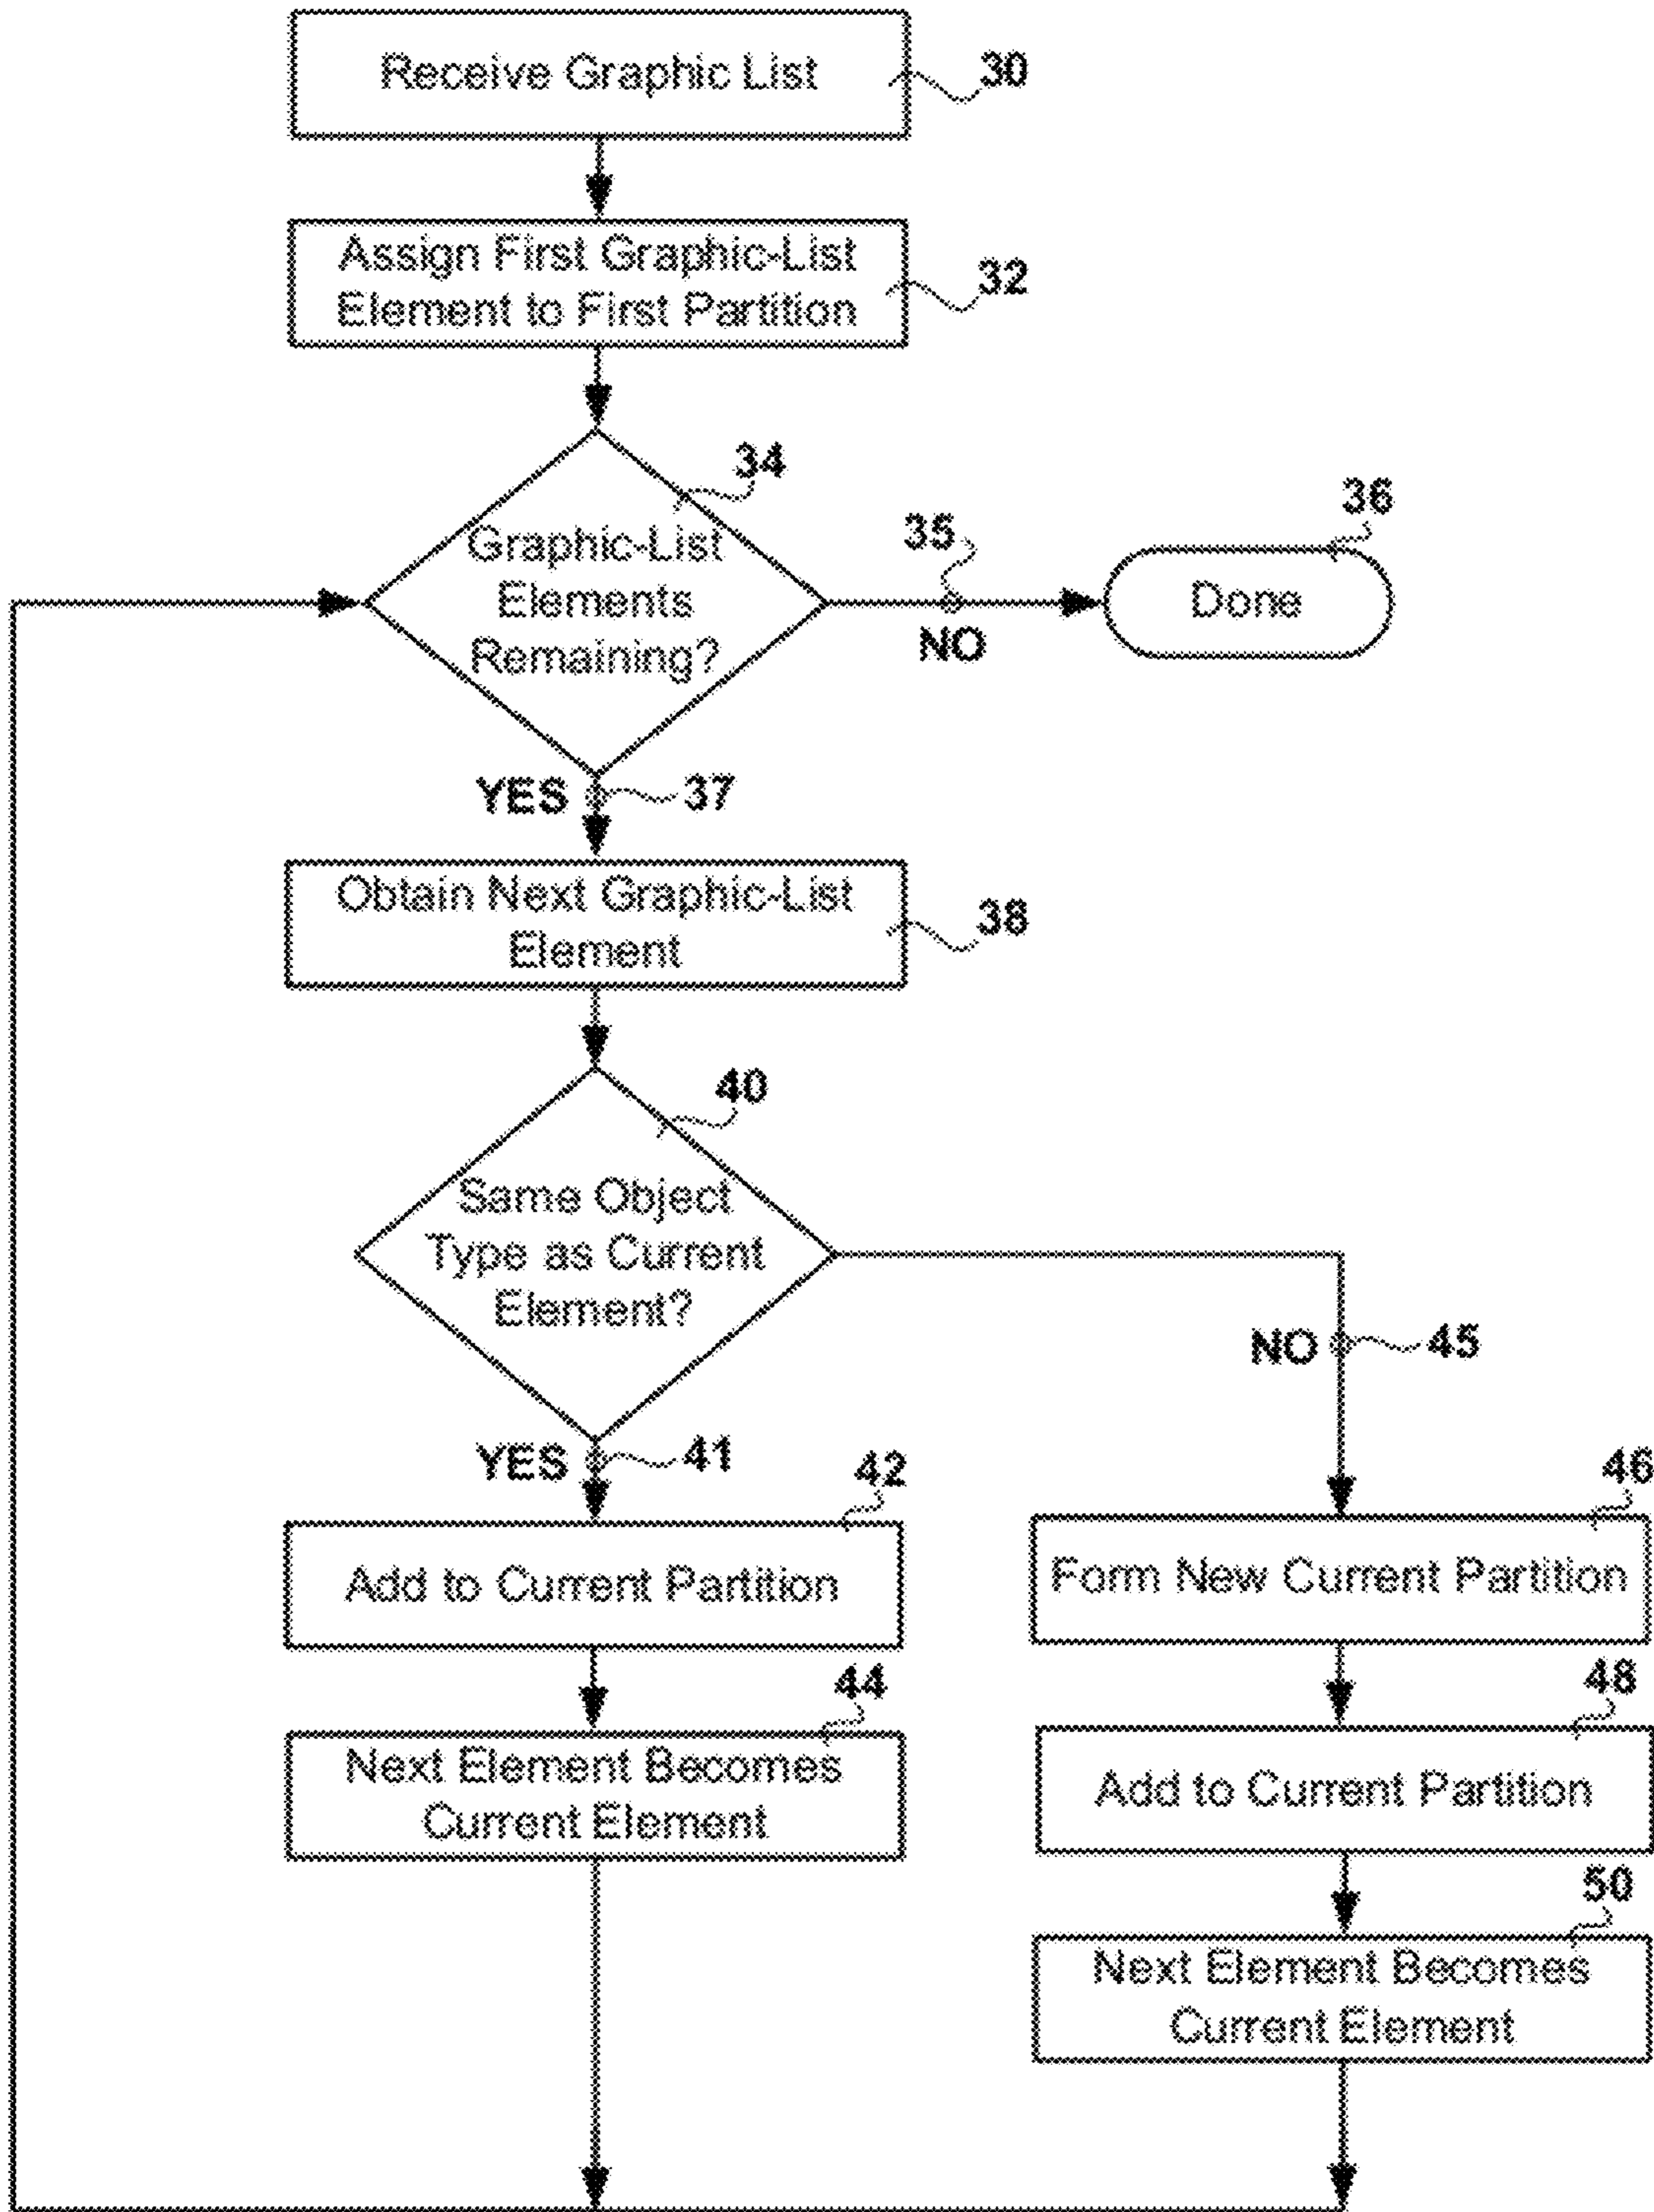 Receive Graphic List
30
Assign First Graphic-List
Element to First Partition
32
34
Graphic-List
Elements
Remaining?
35
NO
36
Done
YES
37
Obtain Next Graphic-List
Element
38
40
Same Object
Type as Current
Element?
NO
45
YES
41
42
Add to Current Partition
46
Form New Current Partition
44
Next Element Becomes
Current Element
48
Add to Current Partition
50
Next Element Becomes
Current Element